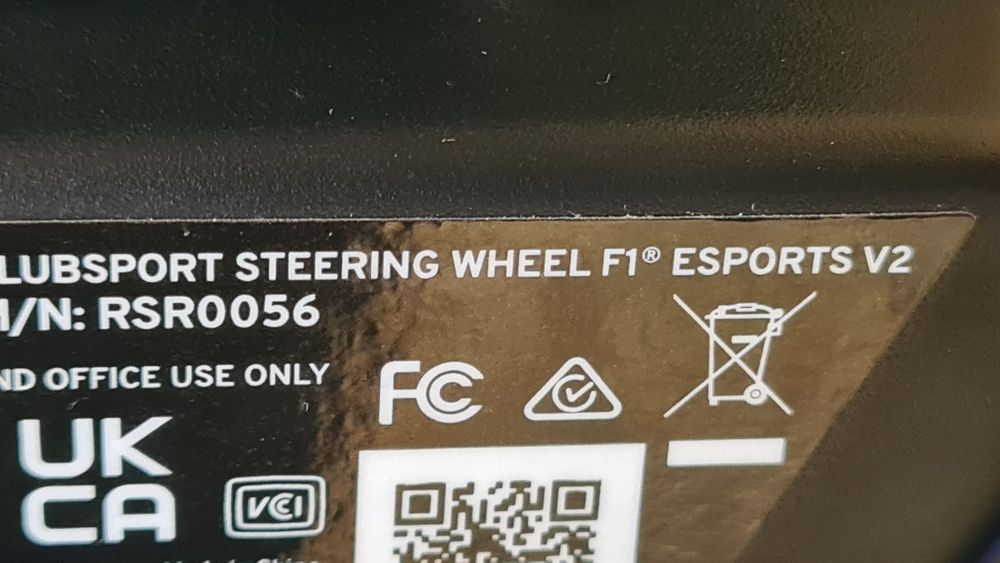 LUBSPORT STEERING WHEEL F1® ESPORTS V2
/N: RSR0056
ND OFFICE USE ONLY
FC
UK
CA
VCI